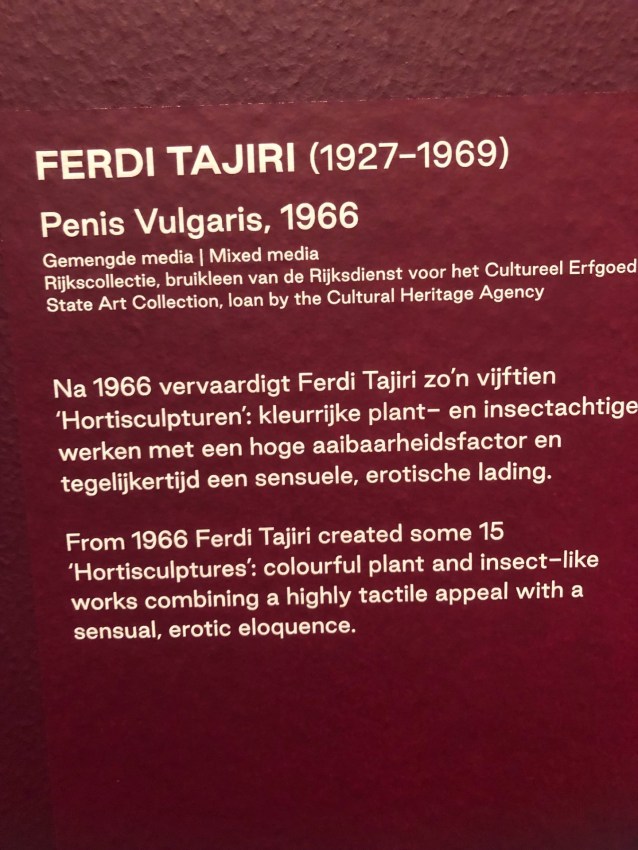 FERDI TAJIRI (1927–1969)
Penis Vulgaris, 1966
Gemengde media | Mixed media
Rijkscollectie, bruikleen van de Rijksdienst voor het Cultureel Erfgoed
State Art Collection, loan by the Cultural Heritage Agency
Na 1966 vervaardigt Ferdi Tajiri zo’n vijftien
‘Hortisculpturen’: kleurrijke plant– en insectachtige
werken met een hoge aaibaarheidsfactor en
tegelijkertijd een sensuele, erotische lading.
From 1966 Ferdi Tajiri created some 15
‘Hortisculptures’: colourful plant and insect–like
works combining a highly tactile appeal with a
sensual, erotic eloquence.